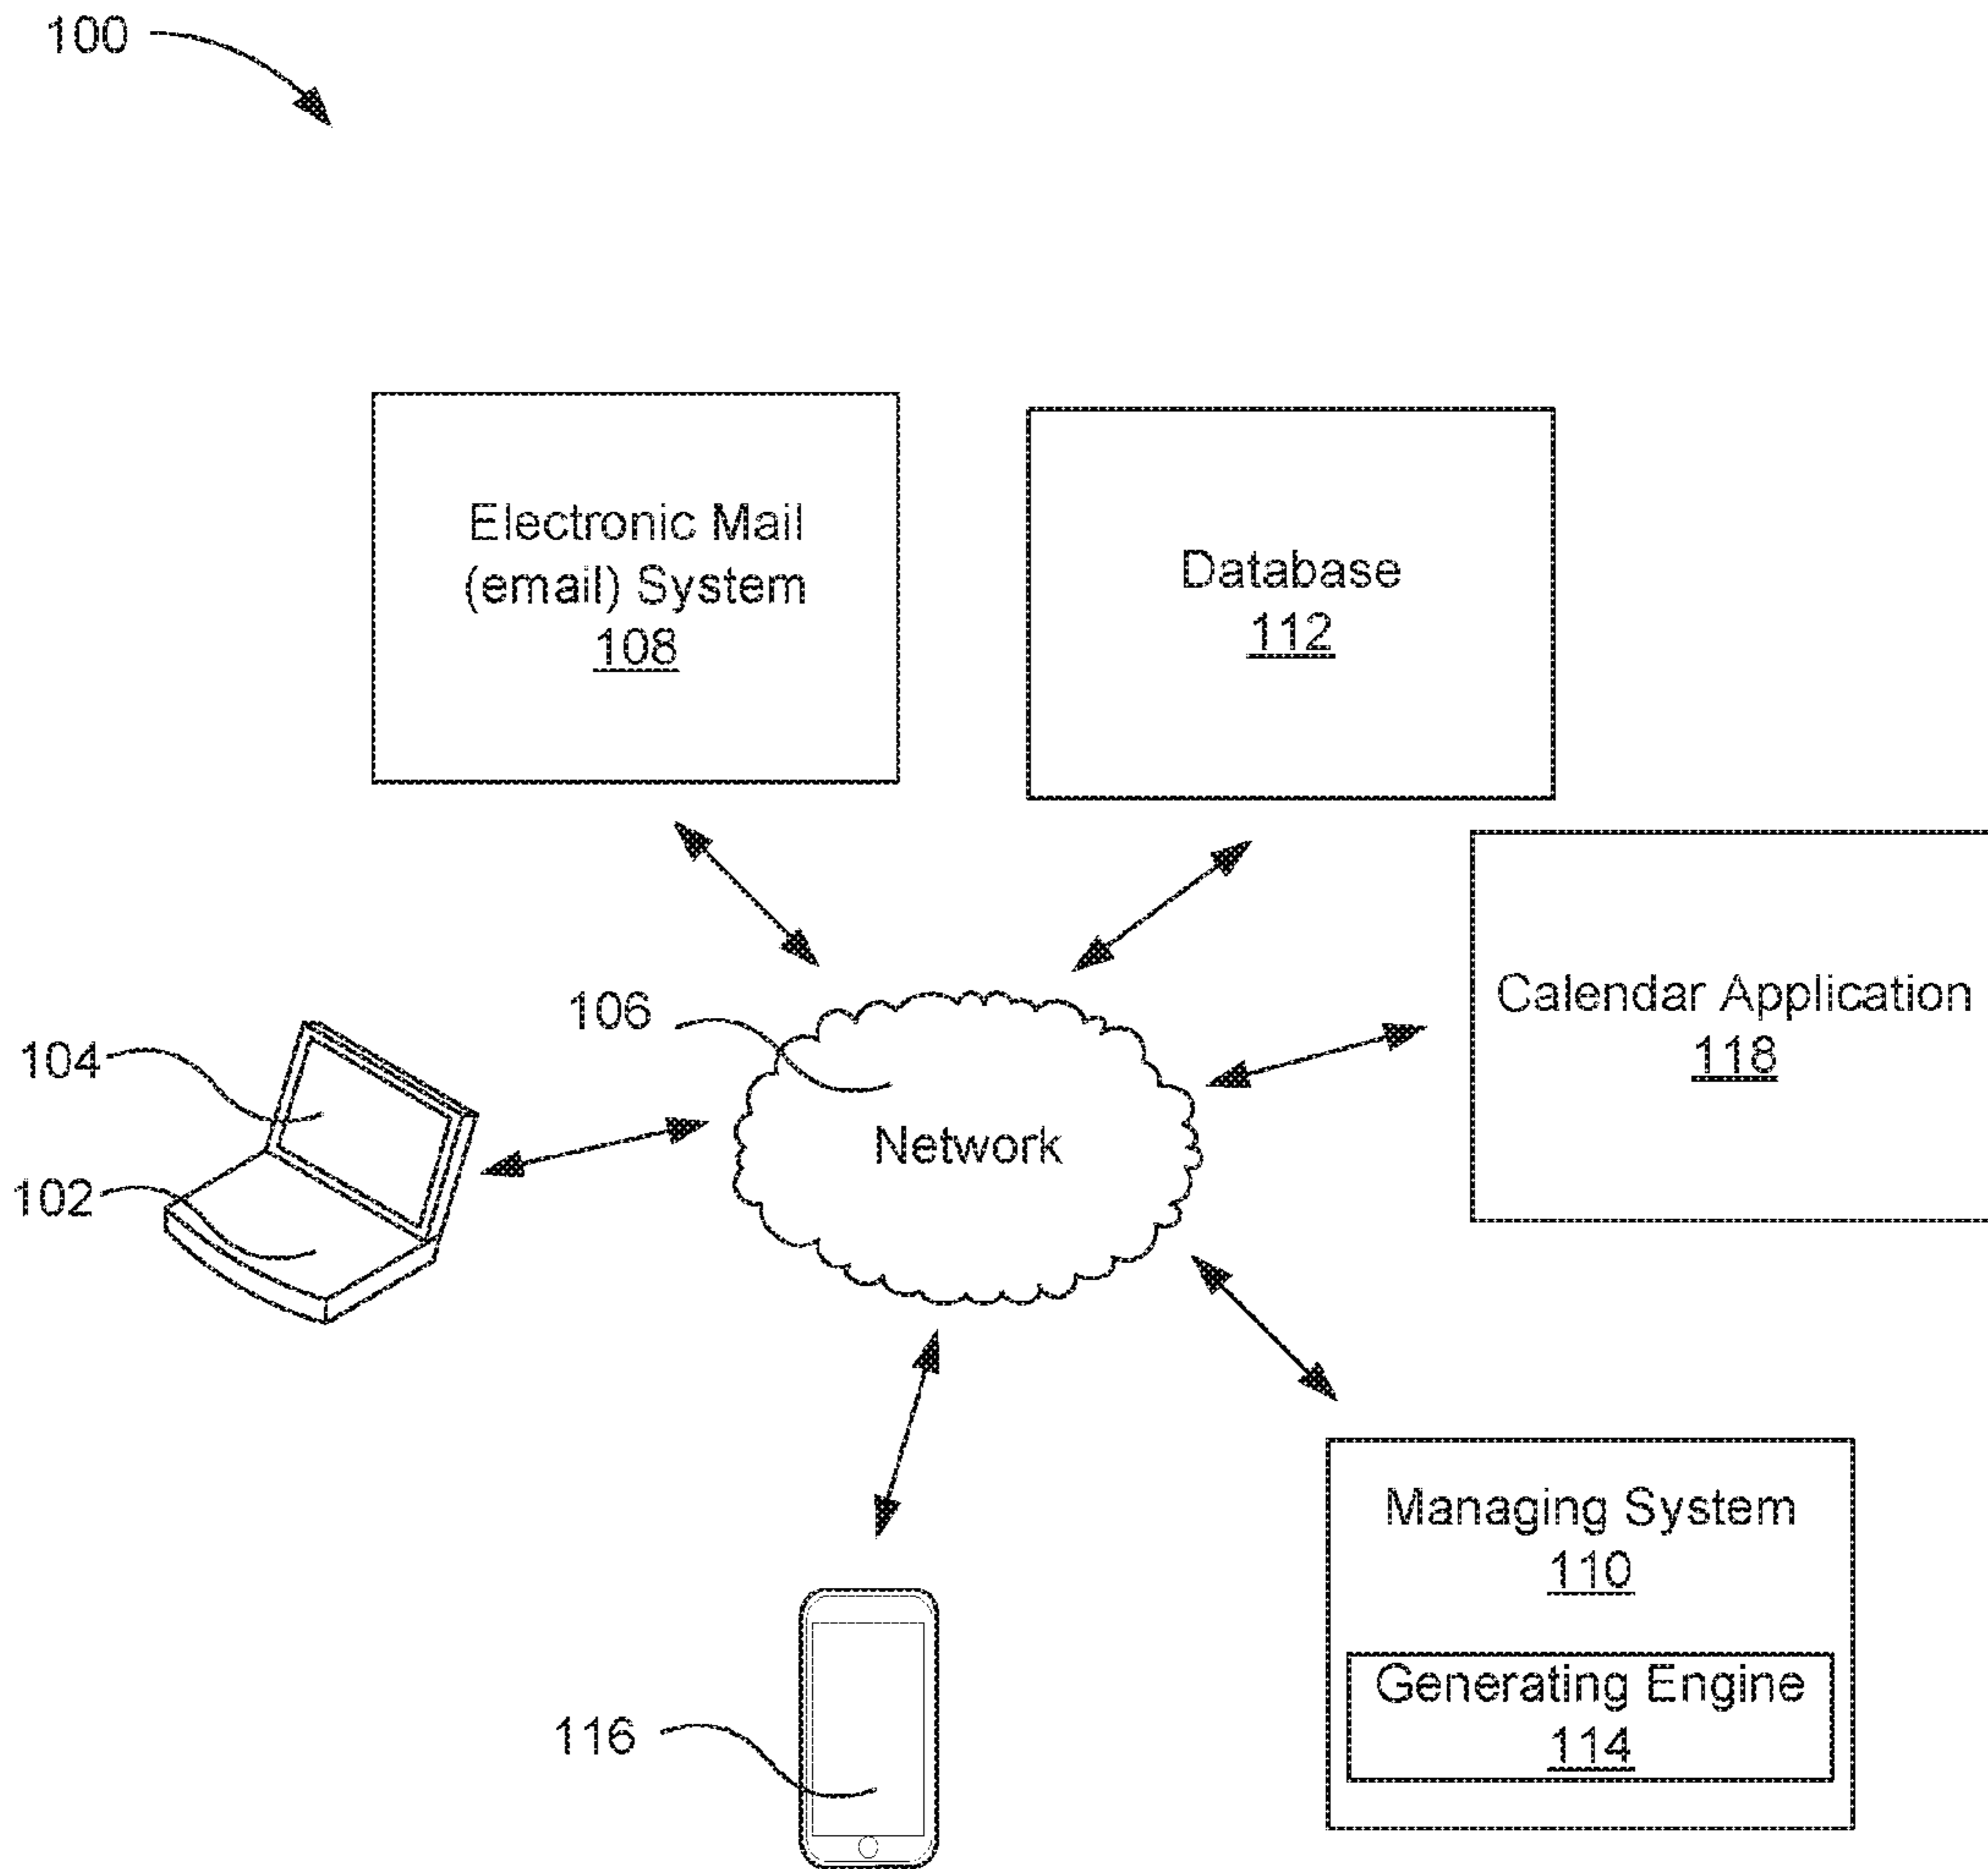 100
Electronic Mail
(email) System
108
Database
112
Calendar Application
118
106
104
102
Network
Managing System
110
Generating Engine
114
116